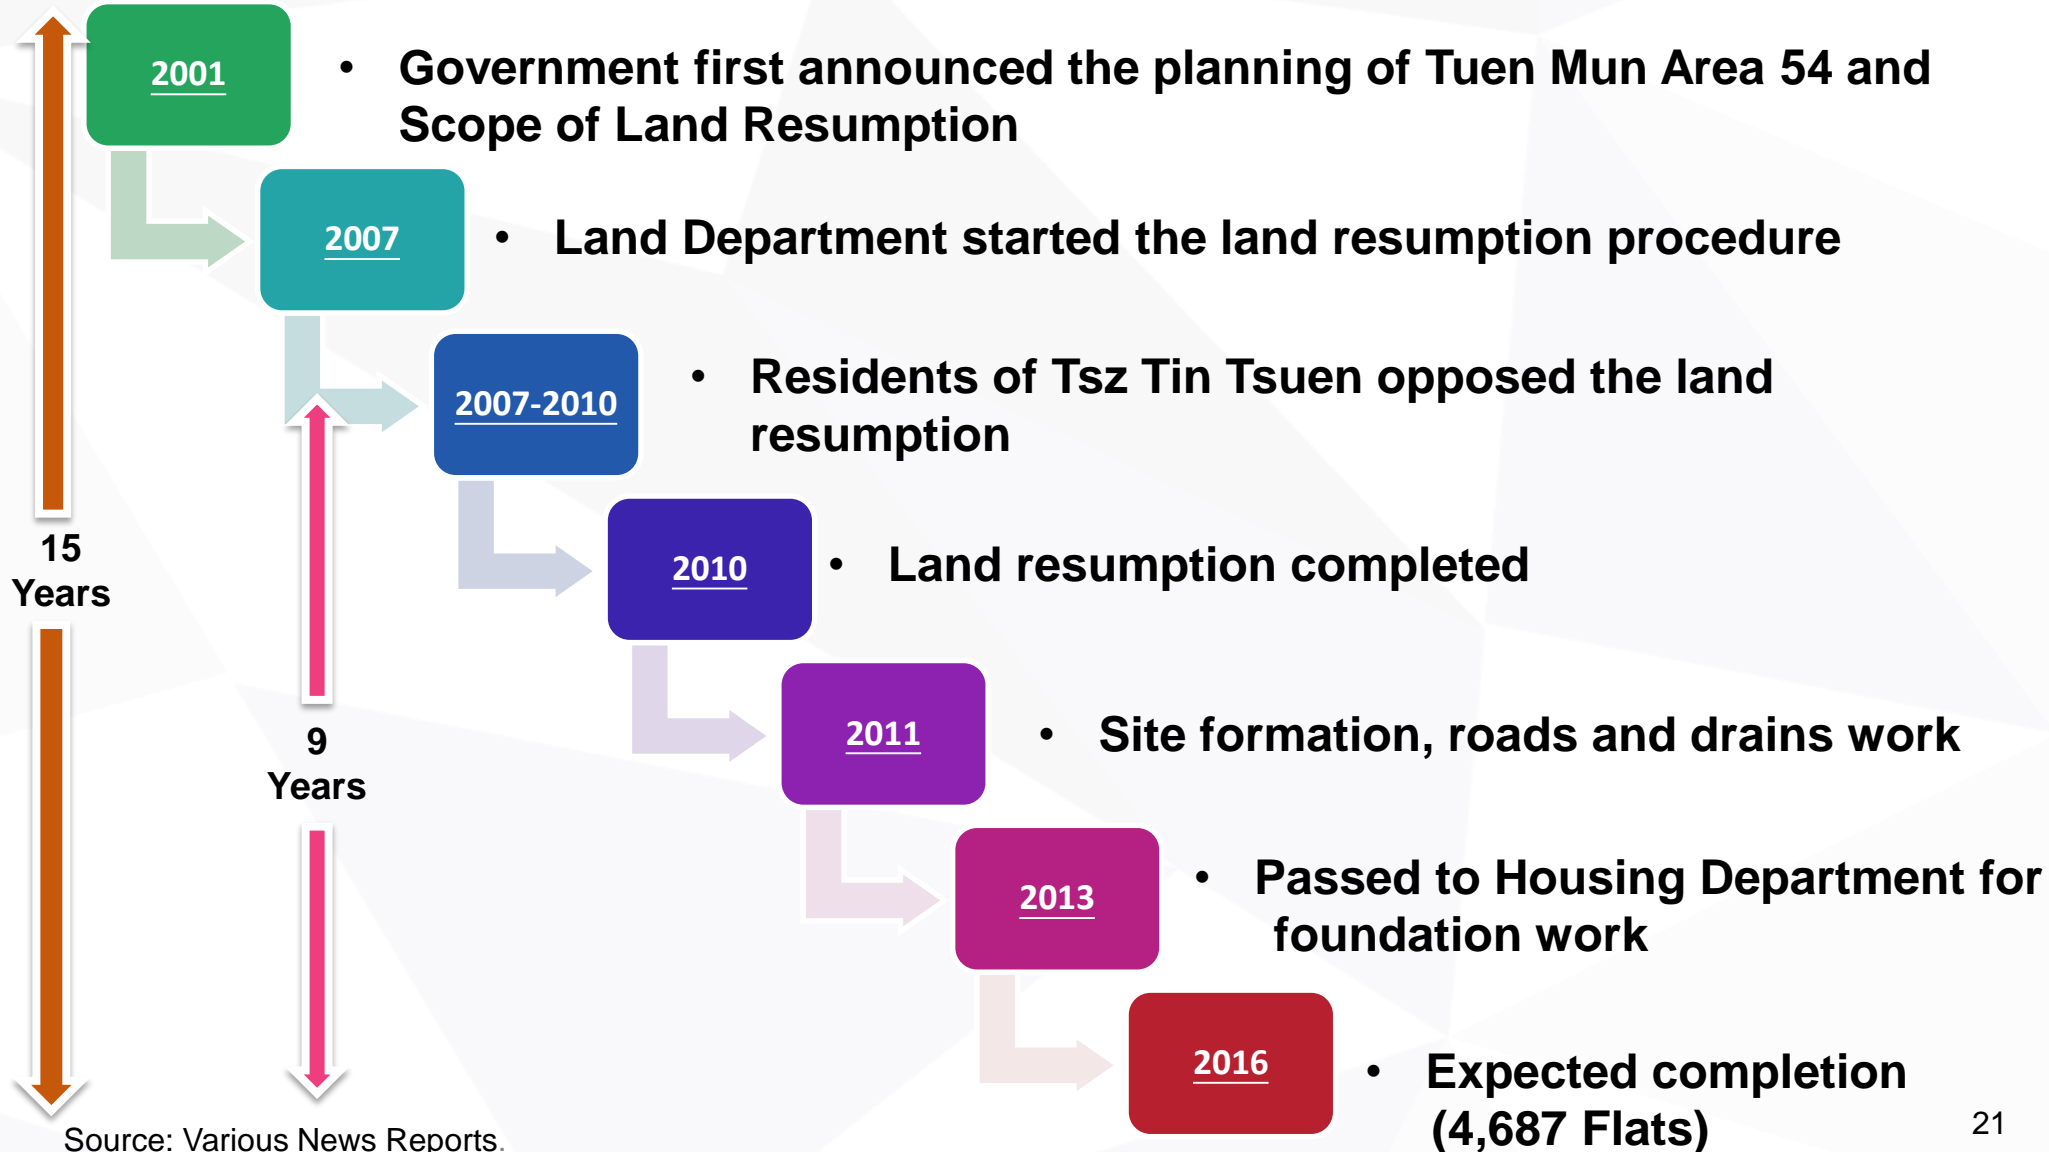 2001
• Government first announced the planning of Tuen Mun Area 54 and
Scope of Land Resumption
2007
• Land Department started the land resumption procedure
2007-2010
• Residents of Tsz Tin Tsuen opposed the land
resumption
2010
• Land resumption completed
15
Years
2011
• Site formation, roads and drains work
9
Years
2013
• Passed to Housing Department for
foundation work
2016
• Expected completion
(4,687 Flats)
Source: Various News Reports.
21